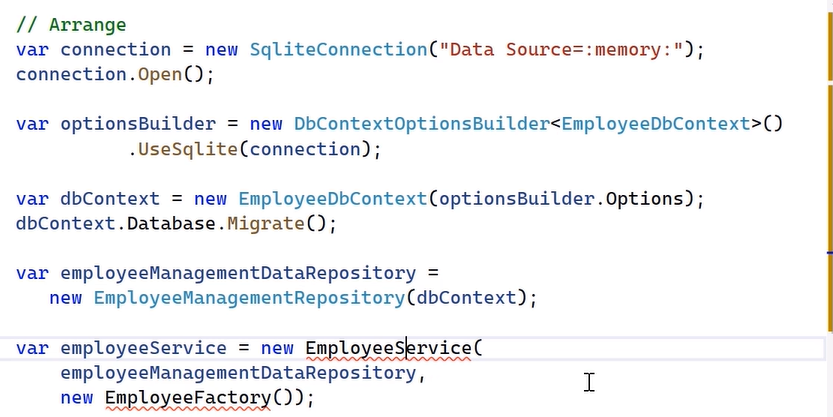 // Arrange
var connection = new SqliteConnection("Data Source=:memory:");
connection.Open();
var optionsBuilder = new DbContextOptionsBuilder<EmployeeDbContext>()
.UseSqlite(connection);
var dbContext = new EmployeeDbContext(optionsBuilder.Options);
dbContext.Database.Migrate();
var employeeManagementDataRepository =
new EmployeeManagementRepository(dbContext);
var employeeService = new EmployeeService(
employeeManagementDataRepository,
new EmployeeFactory());